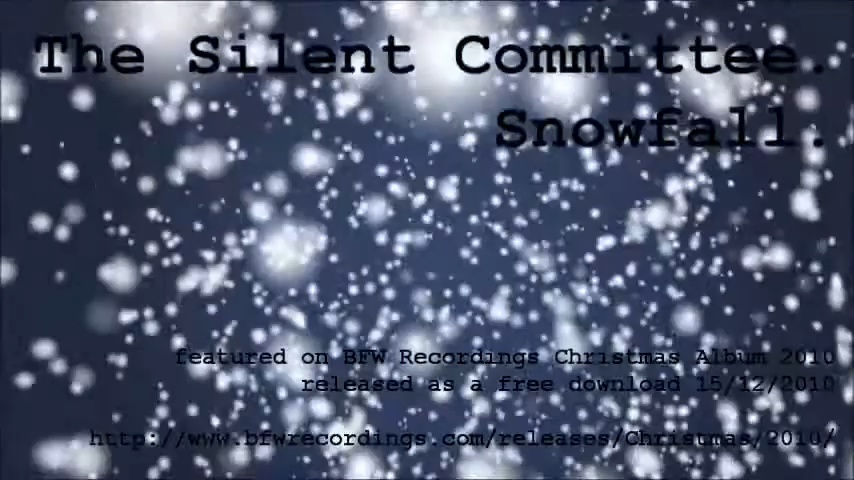 The Silent Committee.
Snowfall.
featured on BFW Recordings Christmas Album 2010
released as a free download 15/12/2010
http://www.bfwrecordings.com/releases/Christmas/2010/